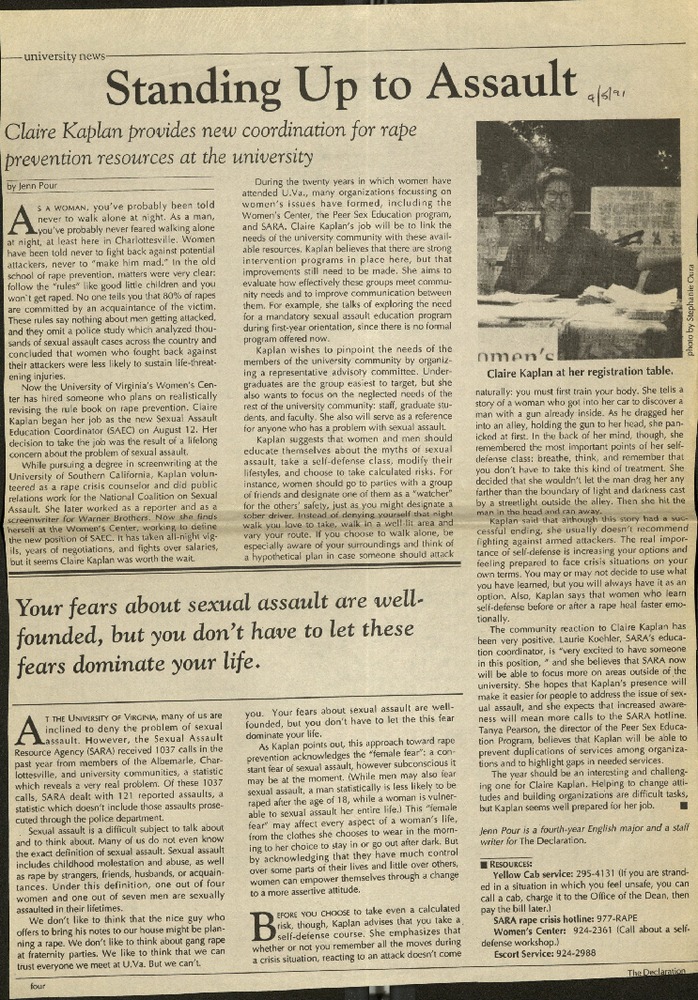 university news
Standing Up to Assault
9/5/91
Claire Kaplan provides new coordination for rape
prevention resources at the university
by Jenn Pour
AS A WOMAN, you've probably been told
never to walk alone at night. As a man,
you've probably never feared walking alone
at night, at least here in Charlottesville. Women
have been told never to fight back against potential
attackers, never to "make him mad." In the old
school of rape prevention, matters were very clear:
follow the "rules" like good little children and you
won't get raped. No one tells you that 80% of rapes
are committed by an acquaintance of the victim.
These rules say nothing about men getting attacked,
and they omit a police study which analyzed thou-
sands of sexual assault cases across the country and
concluded that women who fought back against
their attackers were less likely to sustain life-threat-
ening injuries.
Now the University of Virginia's Women's Cen-
ter has hired someone who plans on realistically
revising the rule book on rape prevention. Claire
Kaplan began her job as the new Sexual Assault
Education Coordinator (SAEC) on August 12. Her
decision to take the job was the result of a lifelong
concern about the problem of sexual assault.
While pursuing a degree in screenwriting at the
University of Southern California, Kaplan volun-
teered as a rape crisis counselor and did public
relations work for the National Coalition on Sexual
Assault. She later worked as a reporter and as a
screenwriter for Warner Brothers. Now she finds
herself at the Women's Center, working to define
the new position of SAEC. It has taken all-night vig-
ils, years of negotiations, and fights over salaries,
but it seems Claire Kaplan was worth the wait.
During the twenty years in which women have
attended U.Va., many organizations focussing on
women's issues have formed, including the
Women's Center, the Peer Sex Education program,
and SARA. Claire Kaplan's job will be to link the
needs of the university community with these avail-
able resources. Kaplan believes that there are strong
intervention programs in place here, but that
improvements still need to be made. She aims to
evaluate how effectively these groups meet commu-
nity needs and to improve communication between
them. For example, she talks of exploring the need
for a mandatory sexual assault education program
during first-year orientation, since there is no formal
program offered now.
Kaplan wishes to pinpoint the needs of the
members of the university community by organiz-
ing a representative advisory committee. Under-
graduates are the group easiest to target, but she
also wants to focus on the neglected needs of the
rest of the university community: staff, graduate stu-
dents, and faculty. She also will serve as a reference
for anyone who has a problem with sexual assault.
Kaplan suggests that women and men should
educate themselves about the myths of sexual
assault, take a self-defense class, modify their
lifestyles, and choose to take calculated risks. For
instance, women should go to parties with a group
of friends and designate one of them as a "watcher"
for the others' safety, just as you might designate a
sober driver. Instead of denying yourself that night
walk you love to take, walk in a well-lit area and
vary your route. If you choose to walk alone, be
especially aware of your surroundings and think of
a hypothetical plan in case someone should attack
Your fears about sexual assault are well-
founded, but you don't have to let these
fears dominate your life.
AT THE UNIVERSITY OF VIRGINIA, many of us are
inclined to deny the problem of sexual
assault. However, the Sexual Assault
Resource Agency (SARA) received 1037 calls in the
past year from members of the Albemarle, Char-
lottesville, and university communities, a statistic
which reveals a very real problem. Of these 1037
calls, SARA dealt with 121 reported assaults, a
statistic which doesn't include those assaults prose-
cuted through the police department.
Sexual assault is a difficult subject to talk about
and to think about. Many of us do not even know
the exact definition of sexual assault. Sexual assault
includes childhood molestation and abuse, as well
as rape by strangers, friends, husbands, or acquain-
tances. Under this definition, one out of four
women and one out of seven men are sexually
assaulted in their lifetimes.
We don't like to think that the nice guy who
offers to bring his notes to our house might be plan-
ning a rape. We don't like to think about gang rape
at fraternity parties. We like to think that we can
trust everyone we meet at U.Va. But we can't.
you. Your fears about sexual assault are well-
founded, but you don't have to let this fear
dominate your life.
As Kaplan points out, this approach toward rape
prevention acknowledges the "female fear": a con-
stant fear of sexual assault, however subconscious it
may be at the moment. (While men may also fear
sexual assault, a man statistically is less likely to be
raped after the age of 18, while a woman is vulner-
able to sexual assault her entire life.) This "female
fear" may affect every aspect of a woman's life,
from the clothes she chooses to wear in the morn-
ing to her choice to stay in or go out after dark. But
by acknowledging that they have much control
over some parts of their lives and little over others,
women can empower themselves through a change
to a more assertive attitude.
BEFORE YOU CHOOSE to take even a calculated
risk, though, Kaplan advises that you take a
self-defense course. She emphasizes that
whether or not you remember all the moves during
a crisis situation, reacting to an attack doesn't come
omen's
photo by Stephanie
Claire Kaplan at her registration table.
naturally: you must first train your body. She tells a
story of a woman who got into her car to discover a
man with a gun already inside. As he dragged her
into an alley, holding the gun to her head, she pan-
icked at first. In the back of her mind, though, she
remembered the most important points of her self-
defense class: breathe, think, and remember that
you don't have to take this kind of treatment. She
decided that she wouldn't let the man drag her any
farther than the boundary of light and darkness cast
by a streetlight outside the alley. Then she hit the
man in the head and ran away.
Kaplan said that although this story had a suc-
cessful ending, she usually doesn't recommend
fighting against armed attackers. The real impor-
tance of self-defense is increasing your options and
feeling prepared to face crisis situations on your
own terms. You may or may not decide to use what
you have learned, but you will always have it as an
option. Also, Kaplan says that women who learn
self-defense before or after a rape heal faster emo-
tionally.
The community reaction to Claire Kaplan has
been very positive. Laurie Koehler, SARA's educa-
tion coordinator, is "very excited to have someone
in this position, " and she believes that SARA now
will be able to focus more on areas outside of the
university. She hopes that Kaplan's presence will
make it easier for people to address the issue of sex-
ual assault, and she expects that increased aware-
ness will mean more calls to the SARA hotline.
Tanya Pearson, the director of the Peer Sex Educa-
tion Program, believes that Kaplan will be able to
prevent duplications of services among organiza-
tions and to highlight gaps in needed services.
The year should be an interesting and challeng-
ing one for Claire Kaplan. Helping to change atti-
tudes and building organizations are difficult tasks,
but Kaplan seems well prepared for her job. ■
Jenn Pour is a fourth-year English major and a staff
writer for The Declaration.
■ RESOURCES:
Yellow Cab service: 295-4131 (If you are strand-
ed in a situation in which you feel unsafe, you can
call a cab, charge it to the Office of the Dean, then
pay the bill later.)
SARA rape crisis hotline: 977-RAPE
Women's Center: 924-2361 (Call about a self-
defense workshop.)
Escort Service: 924-2988
four
The Declaration